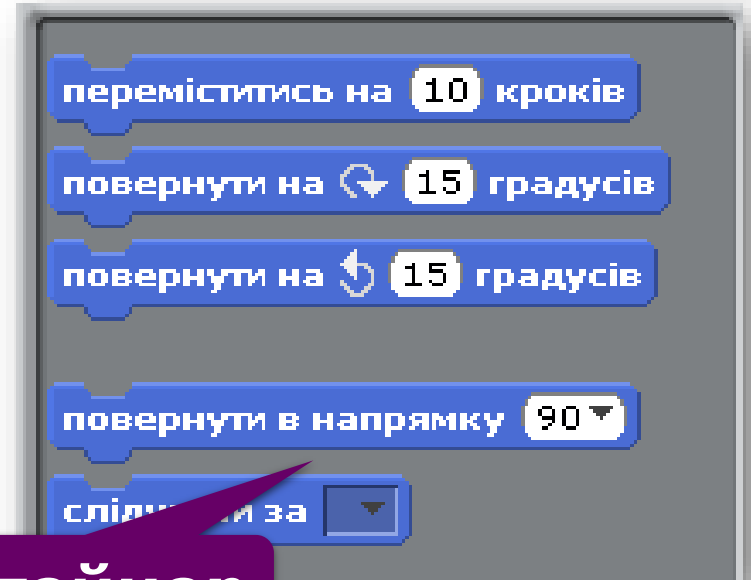 переміститись на 10 кроків
повернути на 15 градусів
повернути на 15 градусів
повернути в напрямку 90
за